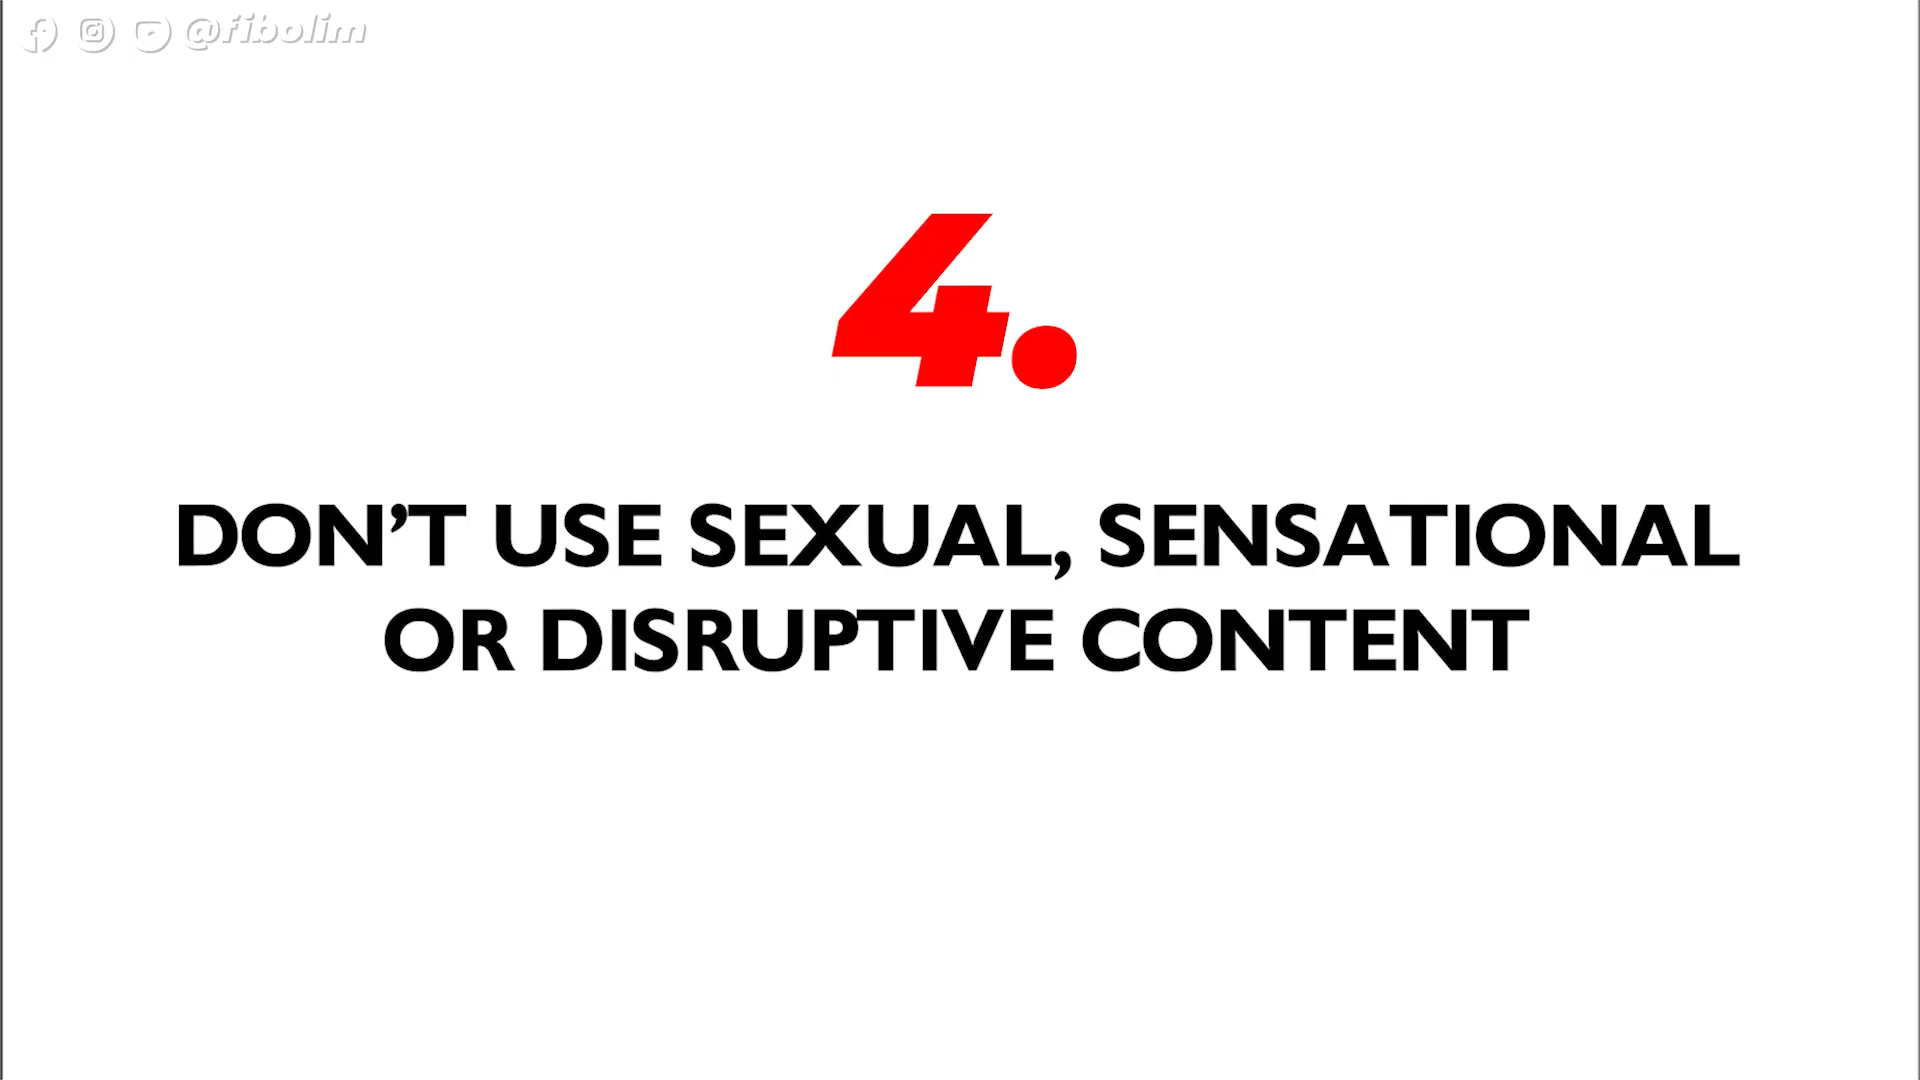 @fibolim
4.
DON’T USE SEXUAL, SENSATIONAL
OR DISRUPTIVE CONTENT